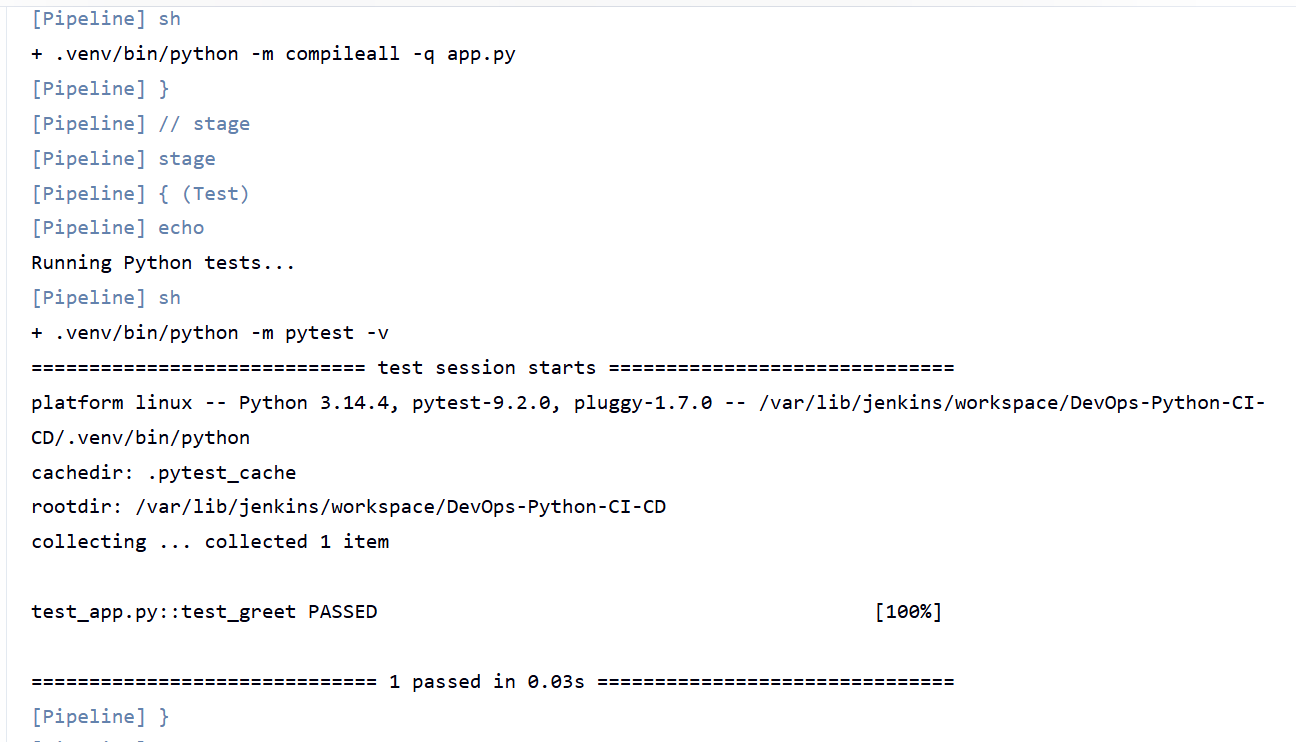 [Pipeline] sh
+ .venv/bin/python -m compileall -q app.py
[Pipeline] }
[Pipeline] // stage
[Pipeline] stage
[Pipeline] { (Test)
[Pipeline] echo
Running Python tests...
[Pipeline] sh
+ .venv/bin/python -m pytest -v
============================= test session starts ==============================
platform linux -- Python 3.14.4, pytest-9.2.0, pluggy-1.7.0 -- /var/lib/jenkins/workspace/DevOps-Python-CI-
CD/.venv/bin/python
cachedir: .pytest_cache
rootdir: /var/lib/jenkins/workspace/DevOps-Python-CI-CD
collecting ... collected 1 item

test_app.py::test_greet PASSED                                           [100%]

============================== 1 passed in 0.03s ===============================
[Pipeline] }